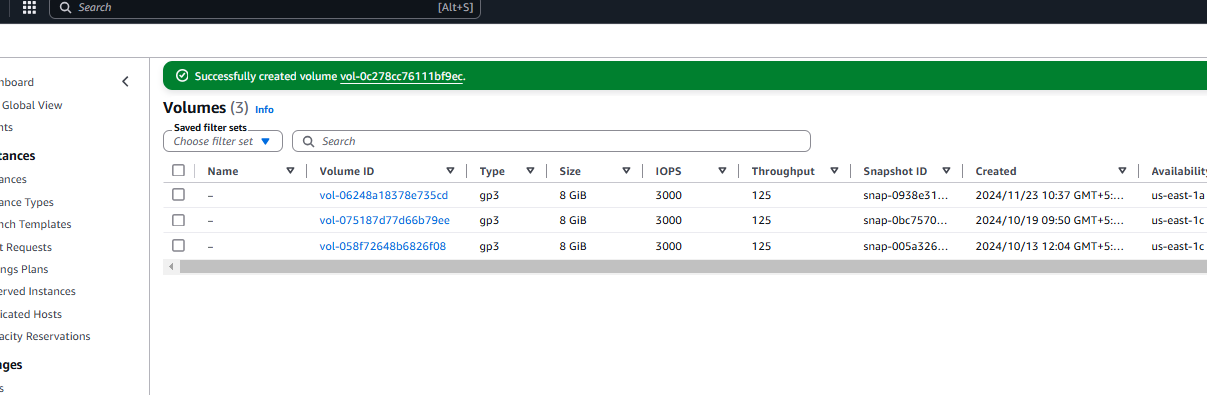 Search [Alt+S]
Successfully created volume vol-0c278cc76111bf9ec.
nboard
Global View
nts
tances
ances
ance Types
nch Templates
t Requests
ngs Plans
erved Instances
icated Hosts
acity Reservations
ages
s
Volumes (3) Info
Saved filter sets
Choose filter set Search
Name Volume ID Type Size IOPS Throughput Snapshot ID Created Availability
– vol-06248a18378e735cd gp3 8 GiB 3000 125 snap-0938e31... 2024/11/23 10:37 GMT+5:... us-east-1a
– vol-075187d77d66b79ee gp3 8 GiB 3000 125 snap-0bc7570... 2024/10/19 09:50 GMT+5:... us-east-1c
– vol-058f72648b6826f08 gp3 8 GiB 3000 125 snap-005a326... 2024/10/13 12:04 GMT+5:... us-east-1c